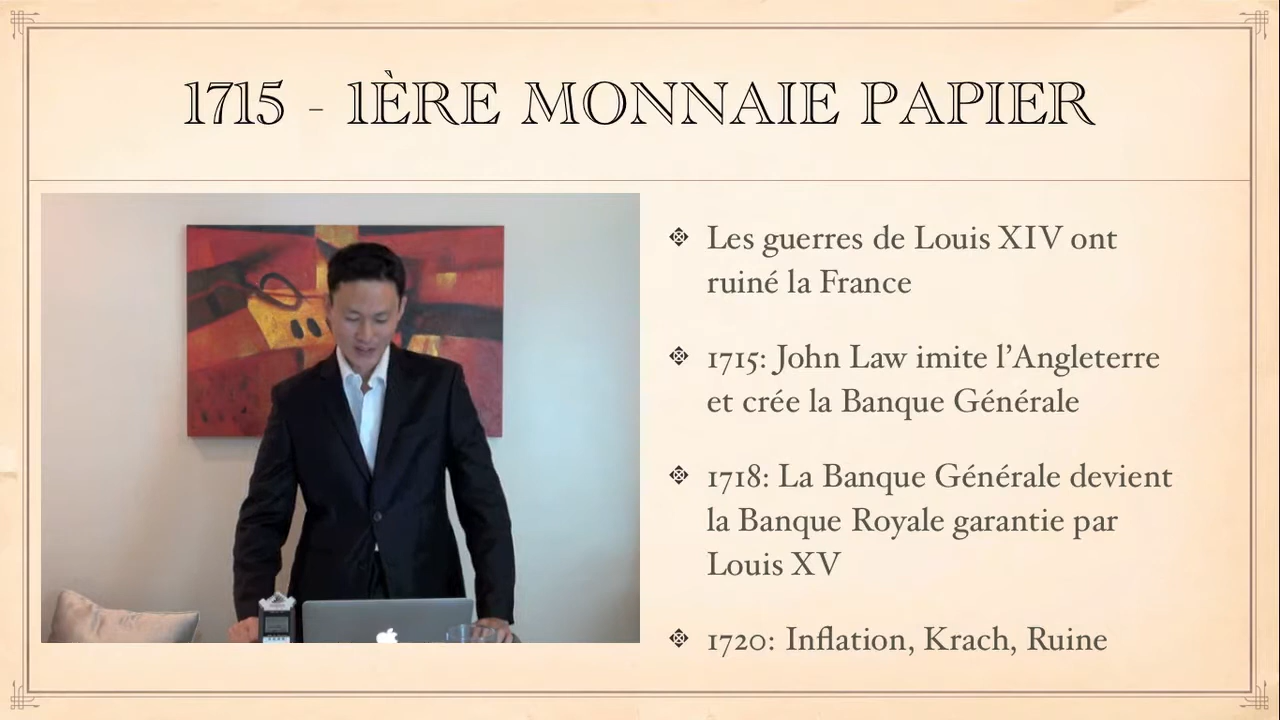 1715 - 1ÈRE MONNAIE PAPIER
Les guerres de Louis XIV ont
ruiné la France
1715: John Law imite l’Angleterre
et crée la Banque Générale
1718: La Banque Générale devient
la Banque Royale garantie par
Louis XV
1720: Inflation, Krach, Ruine